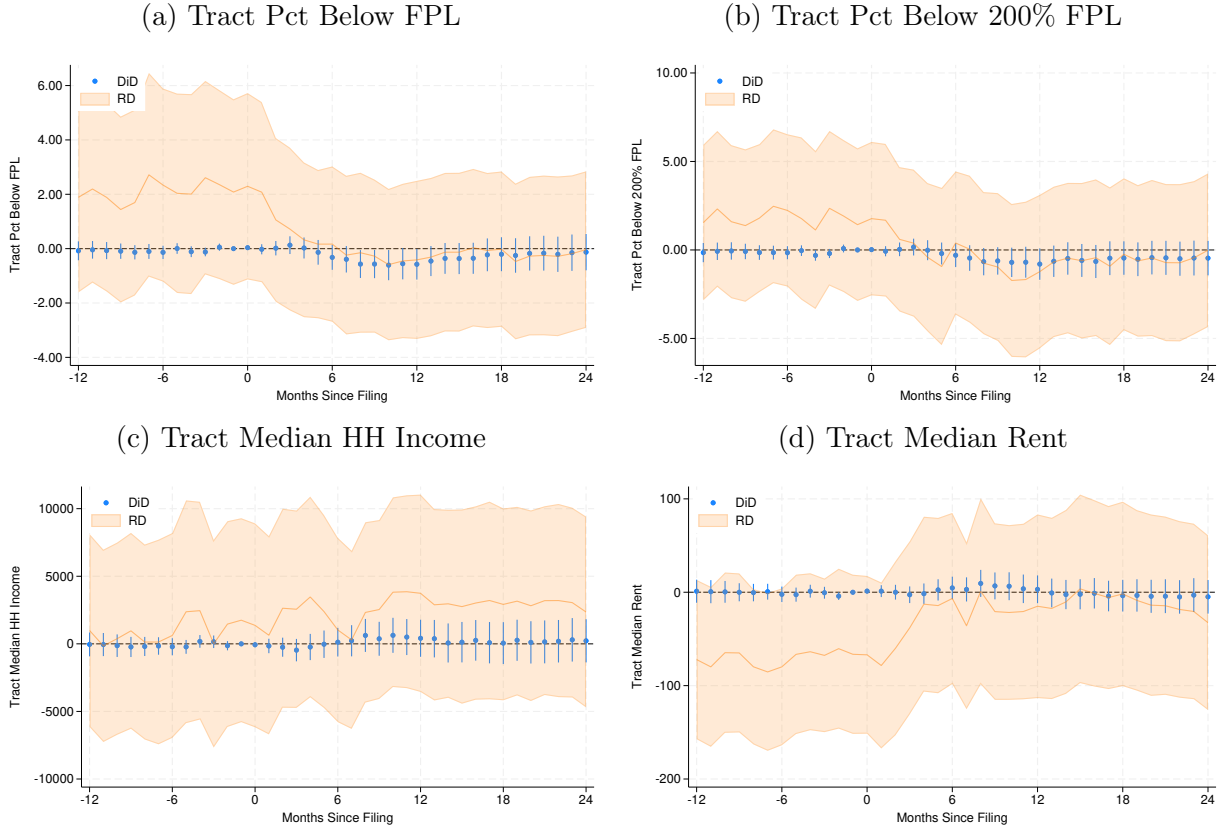 (a) Tract Pct Below FPL
DiD
RD
6.00
4.00
2.00
0.00
-2.00
-4.00
Tract Pct Below FPL
-12
-6
0
6
12
18
24
Months Since Filing
(b) Tract Pct Below 200% FPL
DiD
RD
10.00
5.00
0.00
-5.00
Tract Pct Below 200% FPL
-12
-6
0
6
12
18
24
Months Since Filing
(c) Tract Median HH Income
DiD
RD
10000
5000
0
-5000
-10000
Tract Median HH Income
-12
-6
0
6
12
18
24
Months Since Filing
(d) Tract Median Rent
DiD
RD
100
0
-100
-200
Tract Median Rent
-12
-6
0
6
12
18
24
Months Since Filing